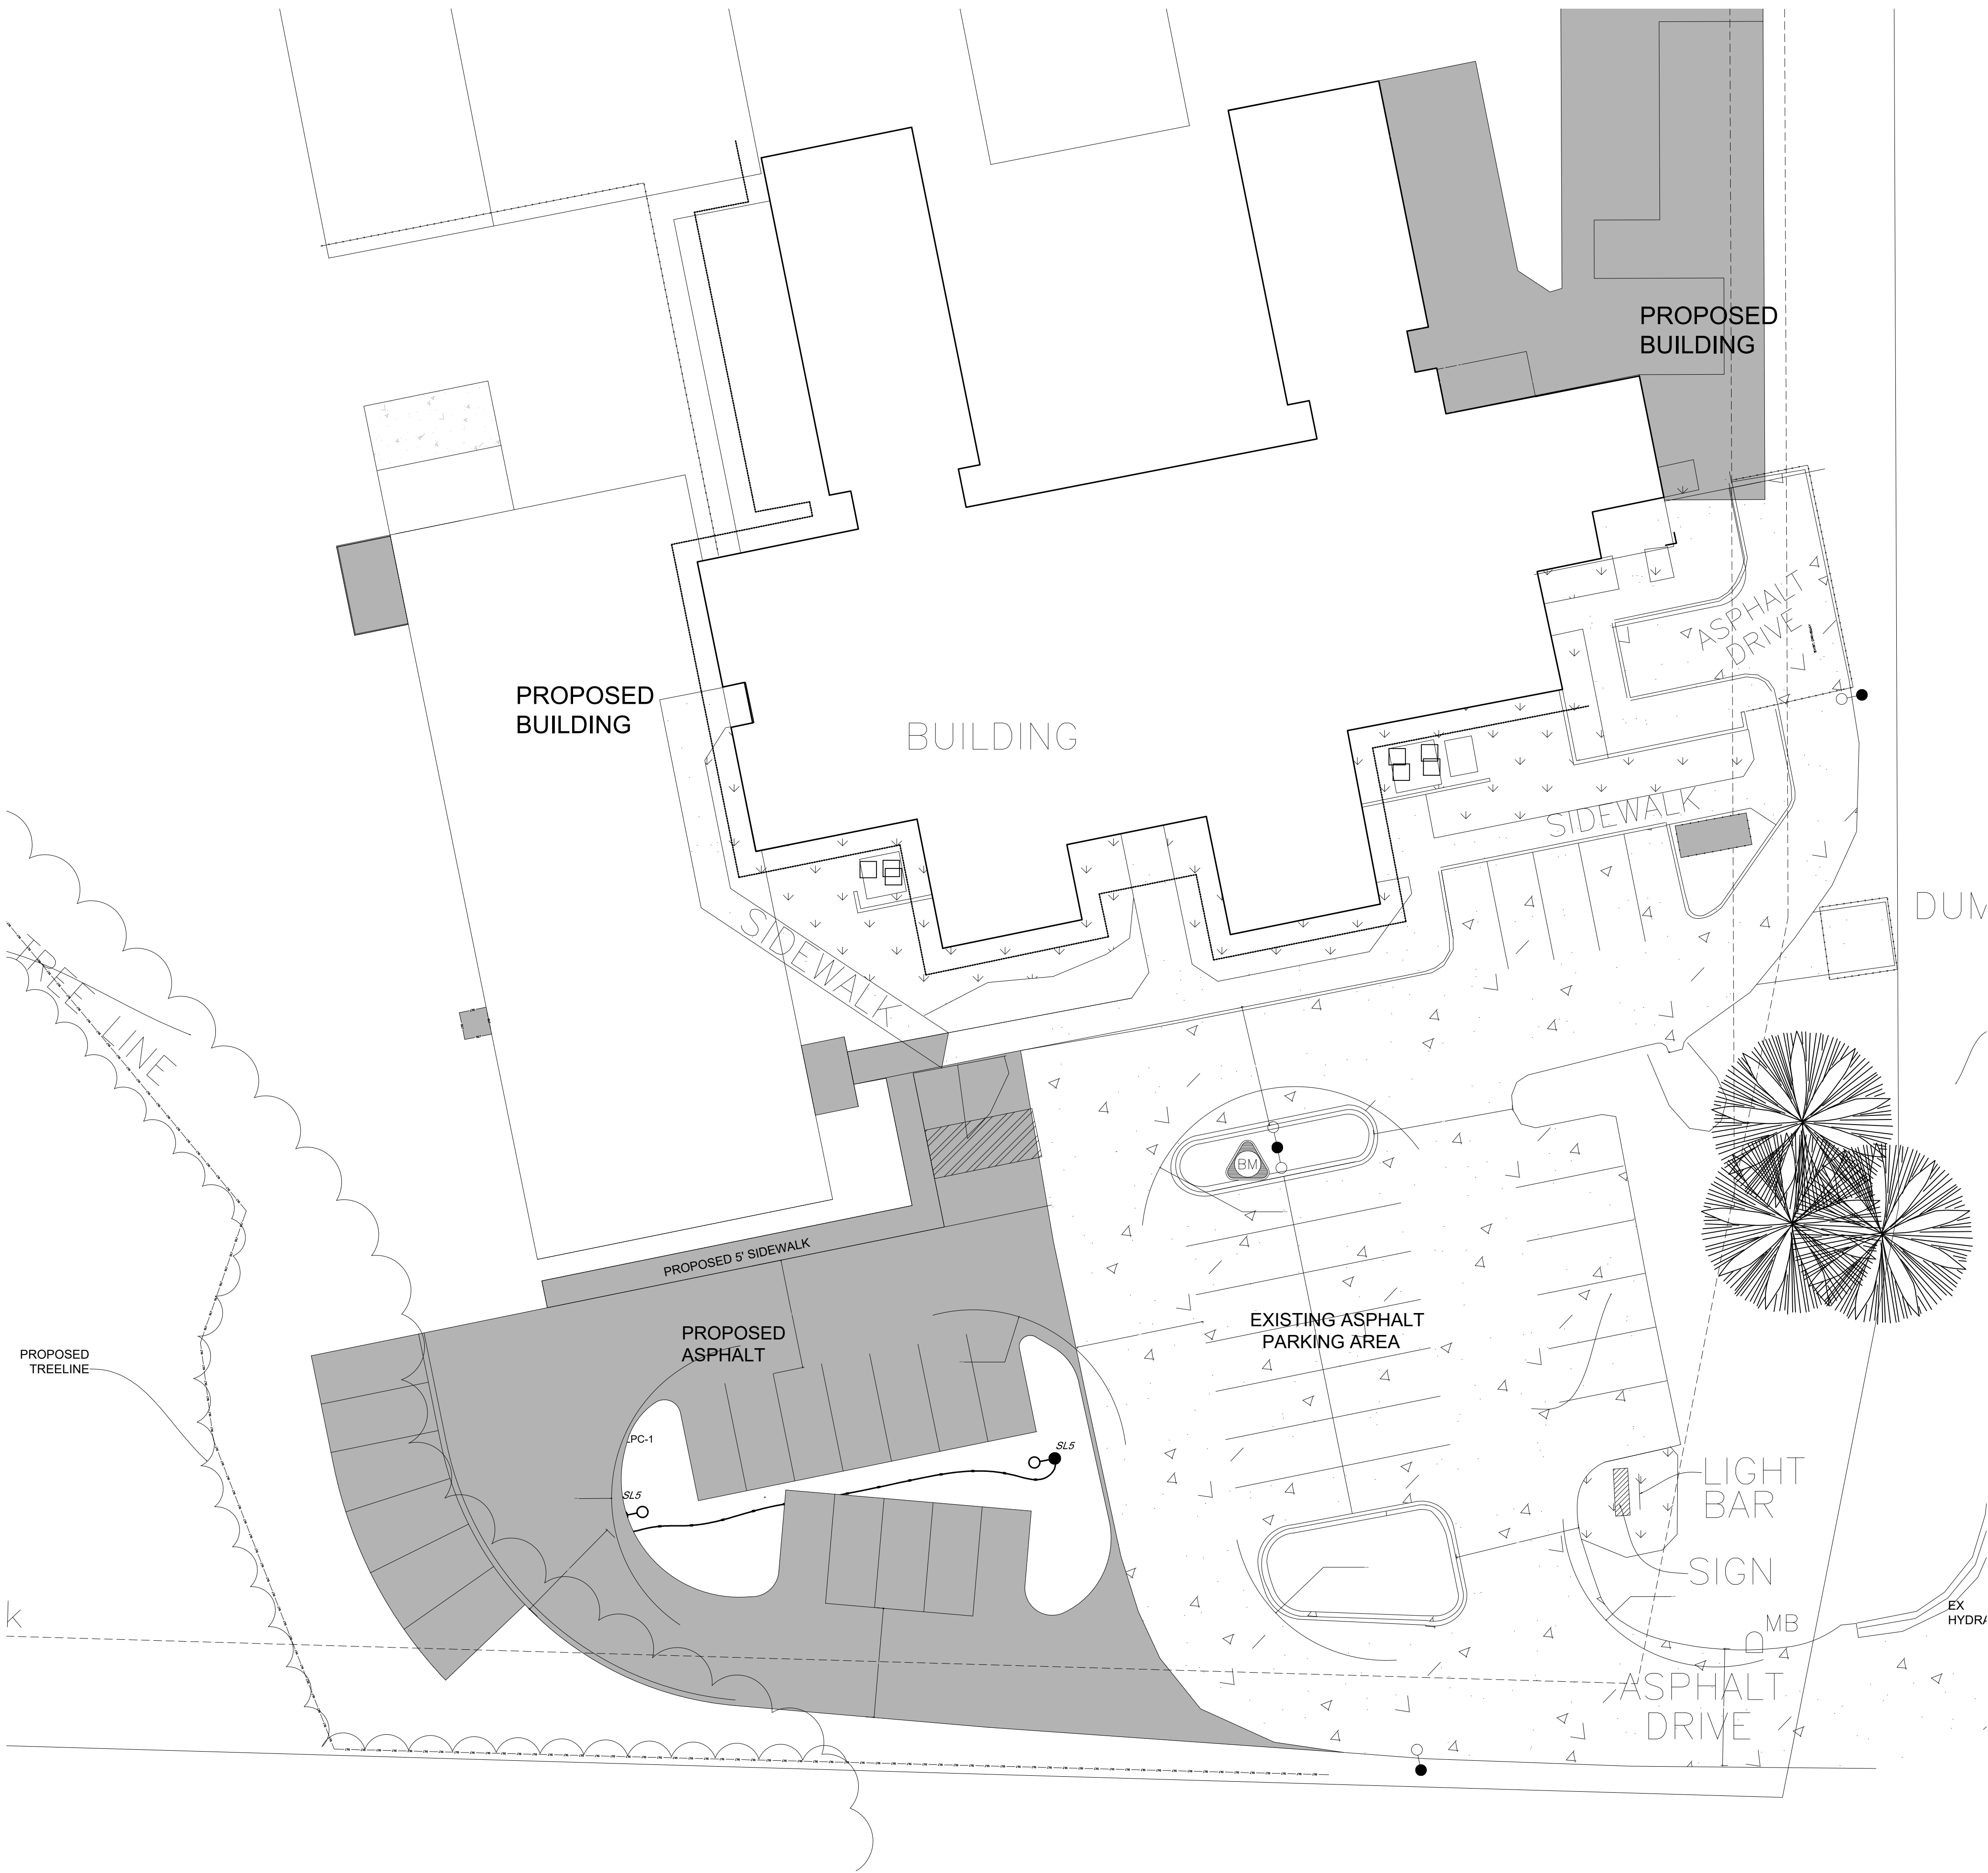 PROPOSED
BUILDING
ASPHALT
DRIVE
PROPOSED
BUILDING
BUILDING
SIDEWALK
DUM
SIDEWALK
TREE LINE
BM
PROPOSED 5' SIDEWALK
PROPOSED
ASPHALT
EXISTING ASPHALT
PARKING AREA
PROPOSED
TREELINE
LPC-1
SL5
SL5
LIGHT
BAR
SIGN
k
MB
EX
HYDRA
ASPHALT
DRIVE